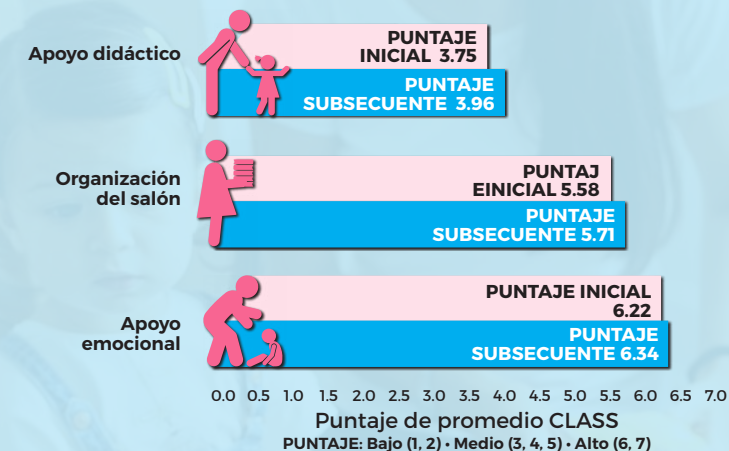 Apoyo didáctico
PUNTAJE
INICIAL 3.75
PUNTAJE
SUBSECUENTE 3.96
Organización
del salón
PUNTAJ
EINICIAL 5.58
PUNTAJE
SUBSECUENTE 5.71
Apoyo
emocional
PUNTAJE INICIAL
6.22
PUNTAJE
SUBSECUENTE 6.34
0.0 0.5 1.0 1.5 2.0 2.5 3.0 3.5 4.0 4.5 5.0 5.5 6.0 6.5 7.0
Puntaje de promedio CLASS
PUNTAJE: Bajo (1, 2) • Medio (3, 4, 5) • Alto (6, 7)